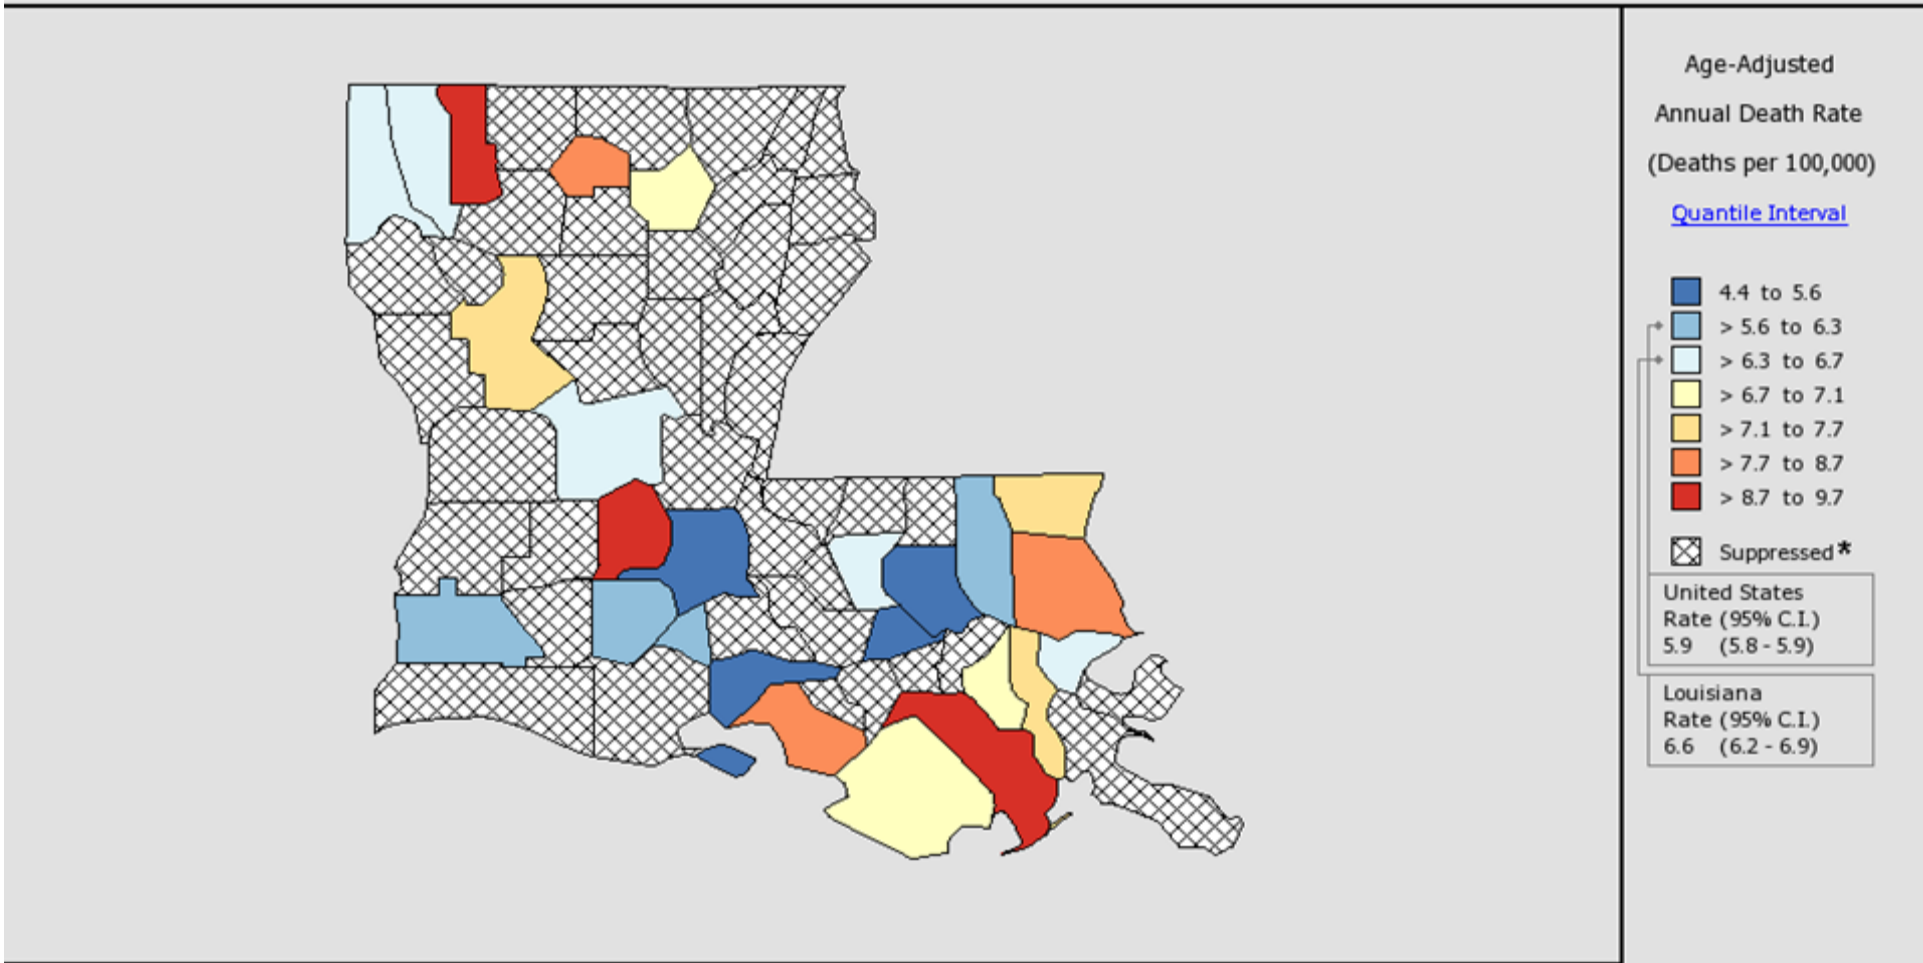 Age-Adjusted
Annual Death Rate
(Deaths per 100,000)
Quantile Interval
4.4 to 5.6
> 5.6 to 6.3
> 6.3 to 6.7
> 6.7 to 7.1
> 7.1 to 7.7
> 7.7 to 8.7
> 8.7 to 9.7
Suppressed*
United States
Rate (95% C.I.)
5.9 (5.8 - 5.9)
Louisiana
Rate (95% C.I.)
6.6 (6.2 - 6.9)